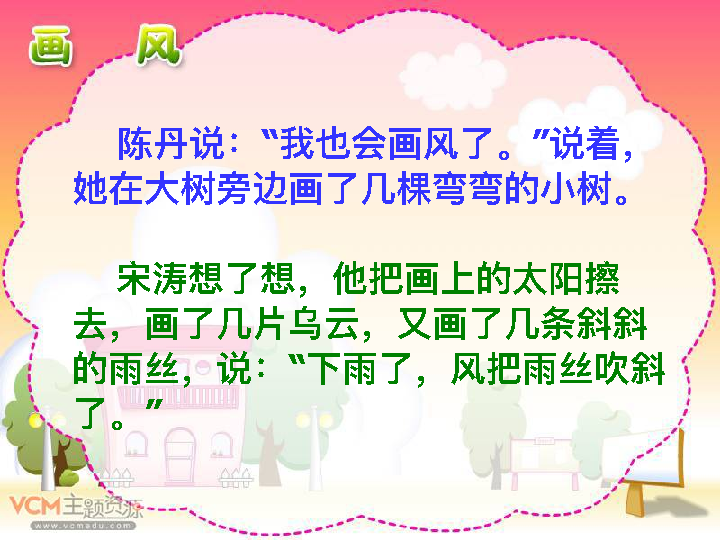 画 风
陈丹说：“我也会画风了。”说着，
她在大树旁边画了几棵弯弯的小树。
宋涛想了想，他把画上的太阳擦
去，画了几片乌云，又画了几条斜斜
的雨丝，说：“下雨了，风把雨丝吹斜
了。”
VCM主题资源
www.vcmedu.com